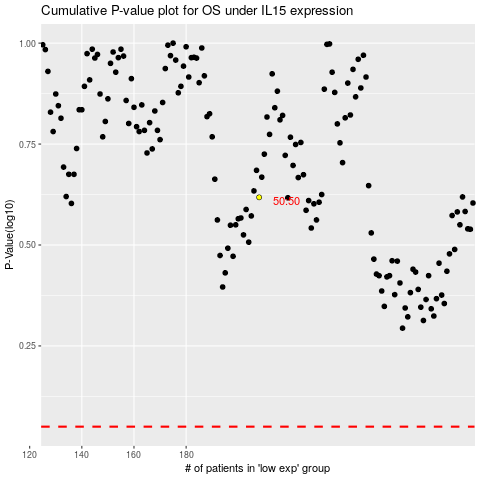 Cumulative P-value plot for OS under IL15 expression
P-Value(log10)
1.00
0.75
0.50
0.25
50:50
120 140 160 180
# of patients in 'low exp' group